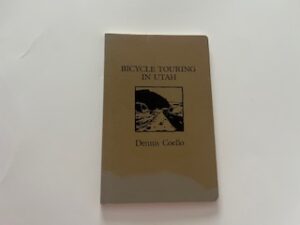 BICYCLE TOURING
IN UTAH
Dennis Coello